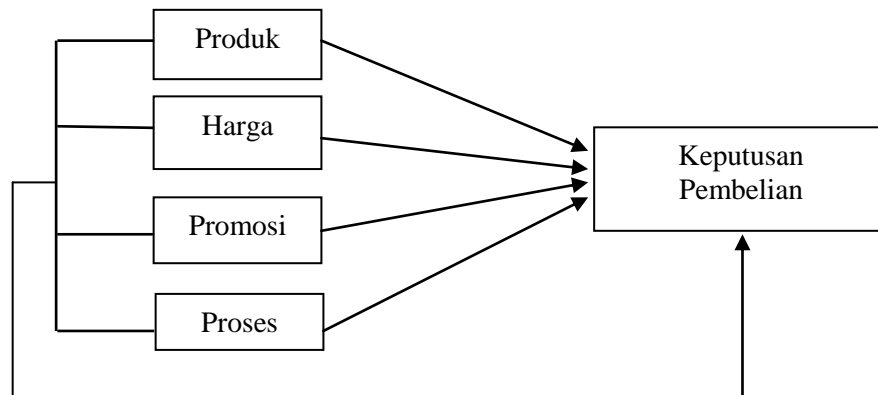 Produk
Harga
Promosi
Proses
Keputusan
Pembelian